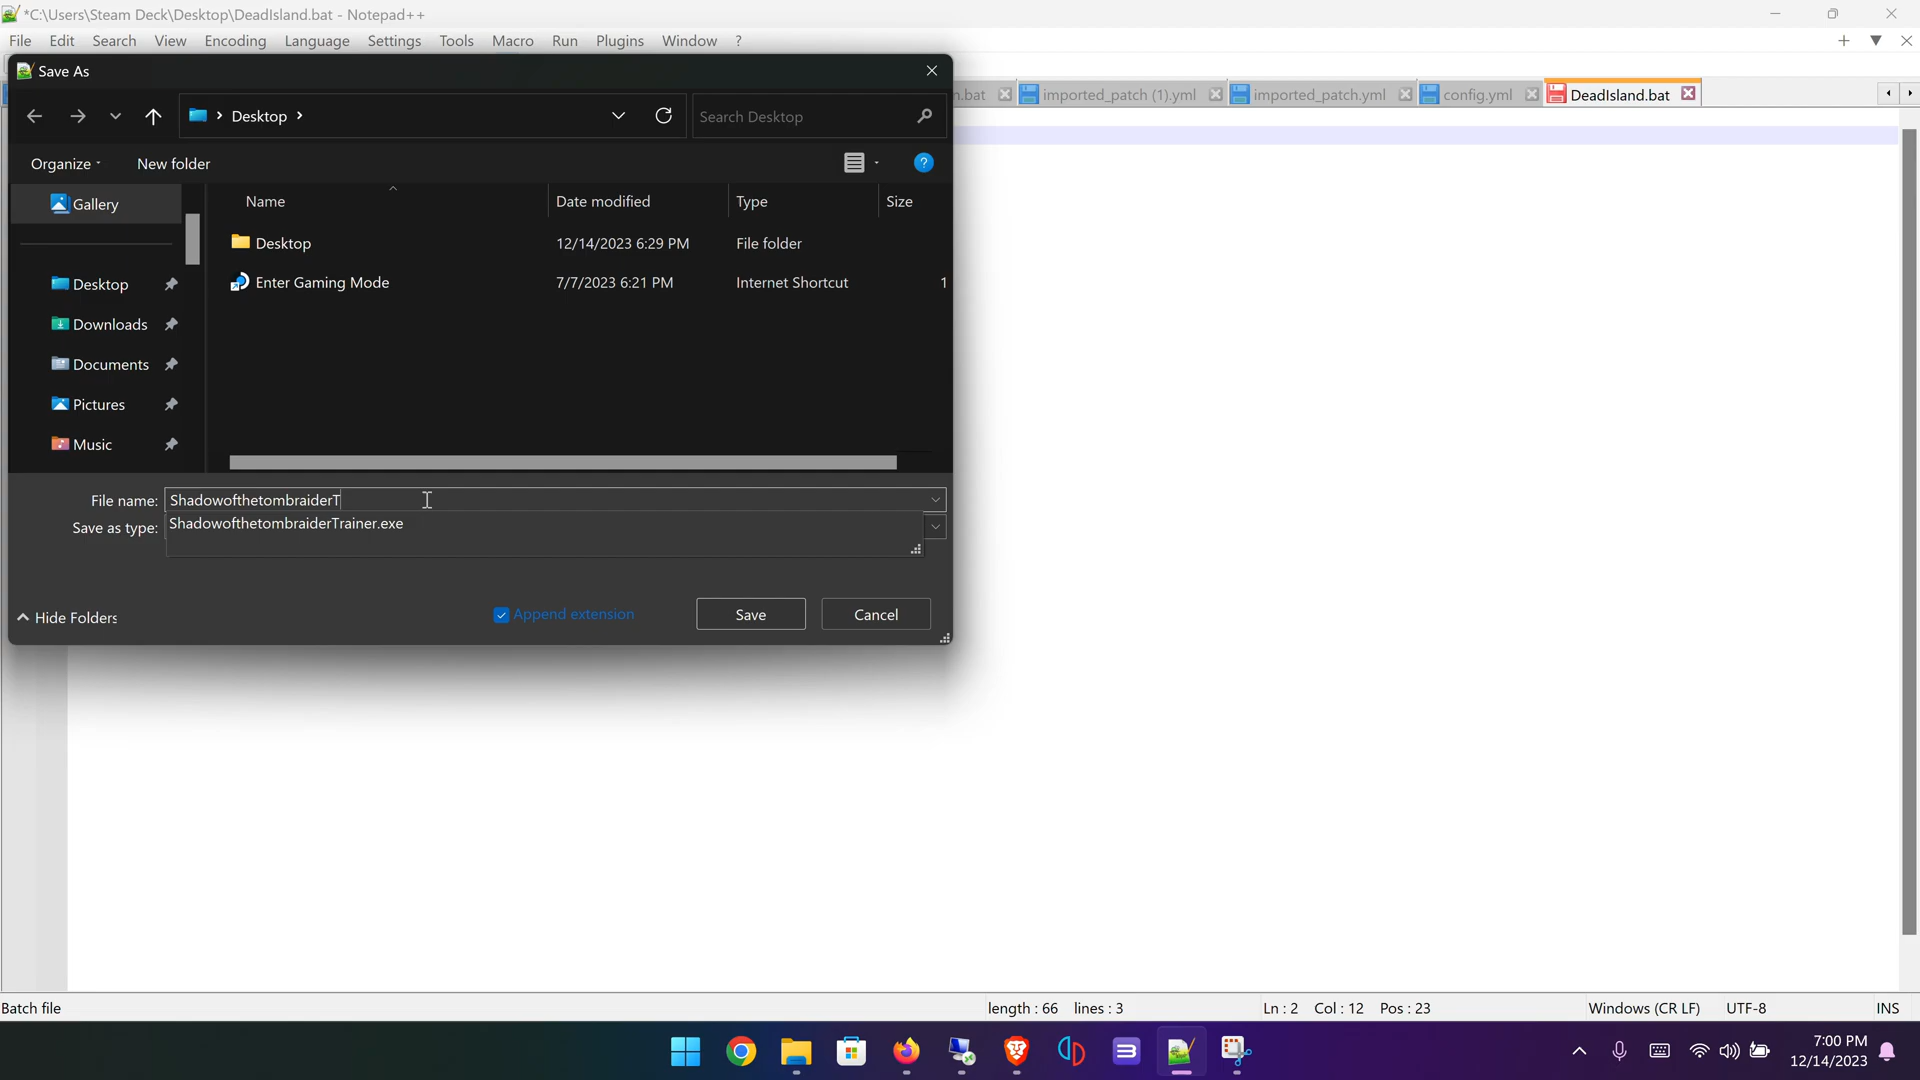 *C:\Users\Steam Deck\Desktop\DeadIsland.bat - Notepad++
File Edit Search View Encoding Language Settings Tools Macro Run Plugins Window ?
Save As
n.bat imported_patch (1).yml imported_patch.yml config.yml DeadIsland.bat
Desktop
Search Desktop
Organize New folder
Gallery
Name Date modified Type Size
Desktop 12/14/2023 6:29 PM File folder
Enter Gaming Mode 7/7/2023 6:21 PM Internet Shortcut 1
Desktop
Downloads
Documents
Pictures
Music
File name: ShadowofthetombraiderT
Save as type: ShadowofthetombraiderTrainer.exe
Hide Folders
Append extension
Save
Cancel
Batch file length : 66 lines : 3 Ln : 2 Col : 12 Pos : 23 Windows (CR LF) UTF-8 INS
7:00 PM
12/14/2023